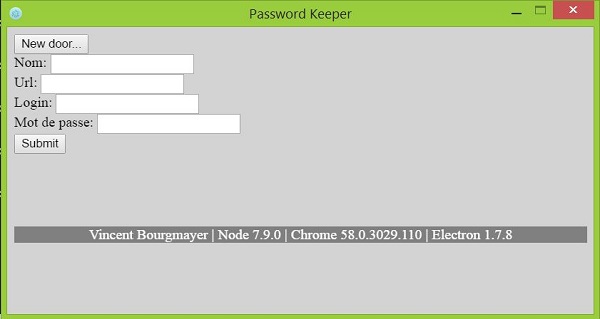 Password Keeper
New door...
Nom:
Url:
Login:
Mot de passe:
Submit
Vincent Bourgmayer | Node 7.9.0 | Chrome 58.0.3029.110 | Electron 1.7.8